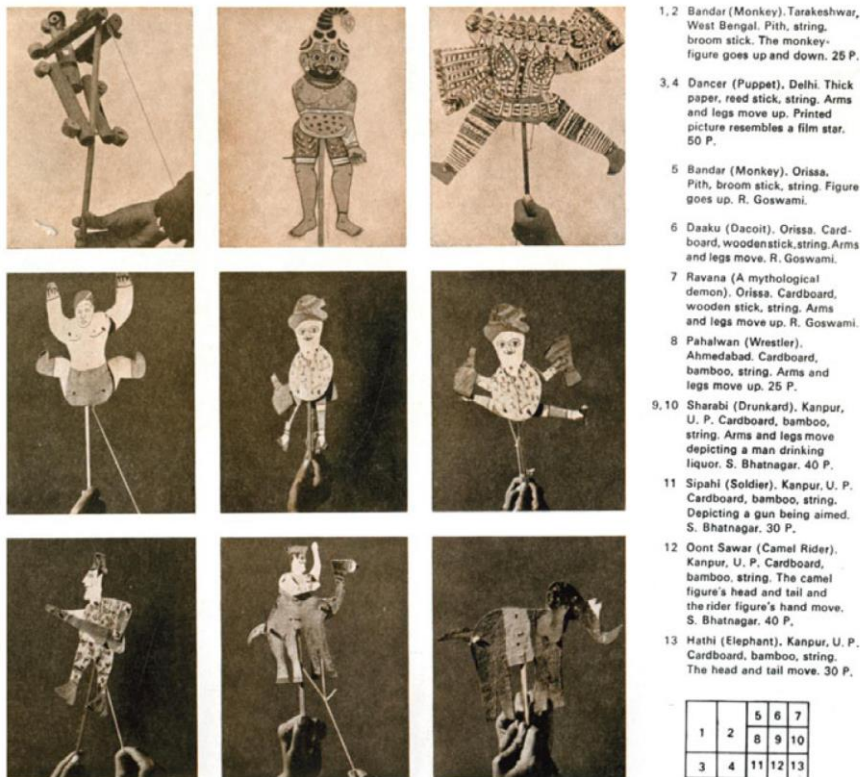 1, 2 Bandar (Monkey). Tarakeshwar,
West Bengal. Pith, string,
broom stick. The monkey-
figure goes up and down. 25 P.
3, 4 Dancer (Puppet), Delhi. Thick
paper, reed stick, string. Arms
and legs move up. Printed
picture resembles a film star.
50 P.
5 Bandar (Monkey). Orissa.
Pith, broom stick, string. Figure
goes up. R. Goswami.
6 Daaku (Dacoit). Orissa. Card-
board, wooden stick, string. Arms
and legs move. R. Goswami.
7 Ravana (A mythological
demon). Orissa. Cardboard,
wooden stick, string. Arms
and legs move up. R. Goswami.
8 Pahalwan (Wrestler).
Ahmedabad. Cardboard,
bamboo, string. Arms and
legs move up. 25 P.
9, 10 Sharabi (Drunkard). Kanpur,
U. P. Cardboard, bamboo,
string. Arms and legs move
depicting a man drinking
liquor. S. Bhatnagar. 40 P.
11 Sipahi (Soldier). Kanpur, U. P.
Cardboard, bamboo, string.
Depicting a gun being aimed.
S. Bhatnagar. 30 P.
12 Oont Sawar (Camel Rider).
Kanpur, U. P. Cardboard,
bamboo, string. The camel
figure's head and tail and
the rider figure's hand move.
S. Bhatnagar. 40 P.
13 Hathi (Elephant), Kanpur, U. P.
Cardboard, bamboo, string.
The head and tail move. 30 P.
5 6 7
1 2
8 9 10
3 4 11 12 13